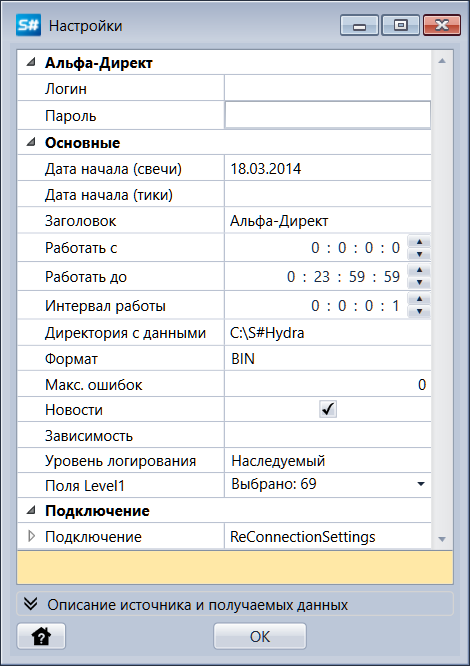 S# Настройки
Альфа-Директ
Логин
Пароль
Основные
Дата начала (свечи) 18.03.2014
Дата начала (тики)
Заголовок Альфа-Директ
Работать с 0 : 0 : 0 : 0
Работать до 0 : 23 : 59 : 59
Интервал работы 0 : 0 : 0 : 1
Директория с данными C:\S#Hydra
Формат BIN
Макс. ошибок 0
Новости
Зависимость
Уровень логирования Наследуемый
Поля Level1 Выбрано: 69
Подключение
Подключение ReConnectionSettings
Описание источника и получаемых данных
? OK